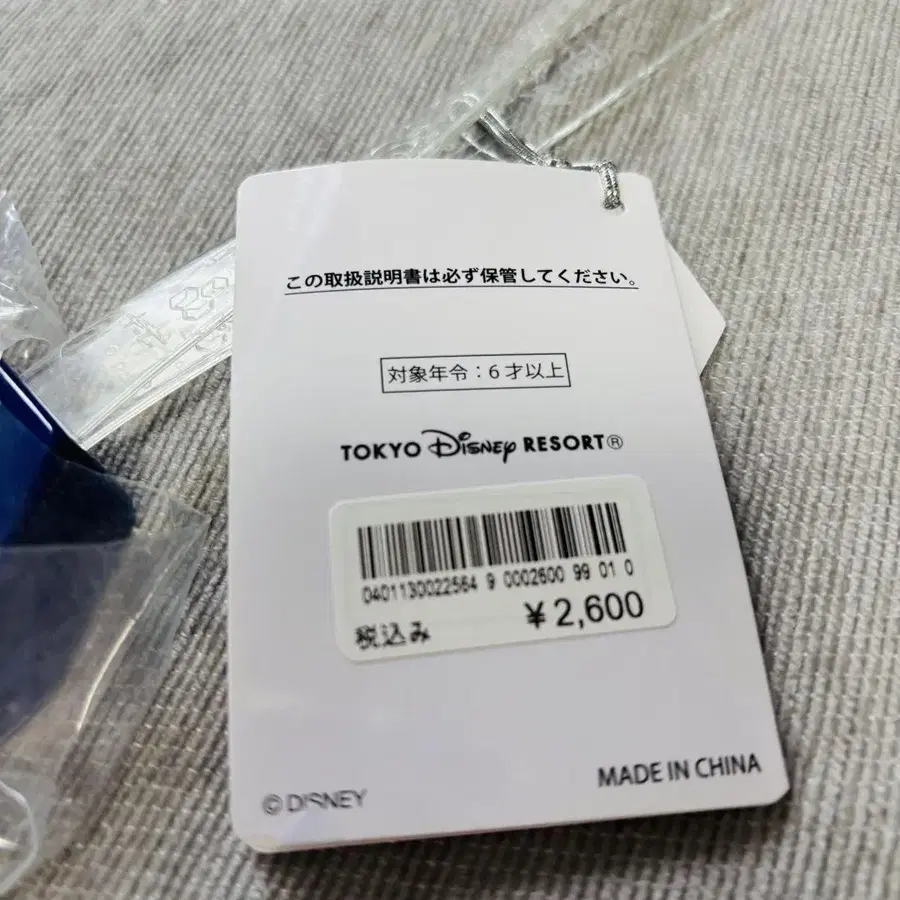 この取扱説明書は必ず保管してください。
対象年令：6才以上
TOKYO Disney RESORT®
0401130022564 9 0002600 99 01 0
税込み ¥2,600
MADE IN CHINA
© DISNEY